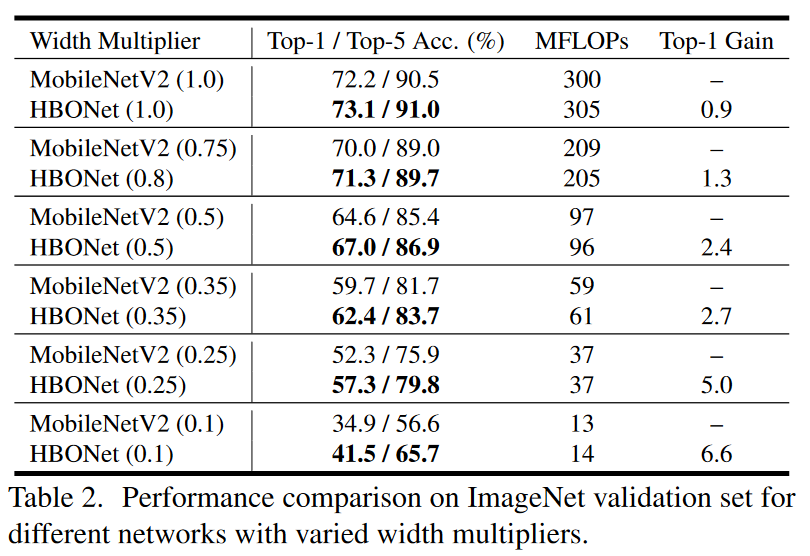 Width Multiplier Top-1 / Top-5 Acc. (%) MFLOPs Top-1 Gain
MobileNetV2 (1.0) 72.2 / 90.5 300 –
HBONet (1.0) 73.1 / 91.0 305 0.9
MobileNetV2 (0.75) 70.0 / 89.0 209 –
HBONet (0.8) 71.3 / 89.7 205 1.3
MobileNetV2 (0.5) 64.6 / 85.4 97 –
HBONet (0.5) 67.0 / 86.9 96 2.4
MobileNetV2 (0.35) 59.7 / 81.7 59 –
HBONet (0.35) 62.4 / 83.7 61 2.7
MobileNetV2 (0.25) 52.3 / 75.9 37 –
HBONet (0.25) 57.3 / 79.8 37 5.0
MobileNetV2 (0.1) 34.9 / 56.6 13 –
HBONet (0.1) 41.5 / 65.7 14 6.6
Table 2. Performance comparison on ImageNet validation set for
different networks with varied width multipliers.